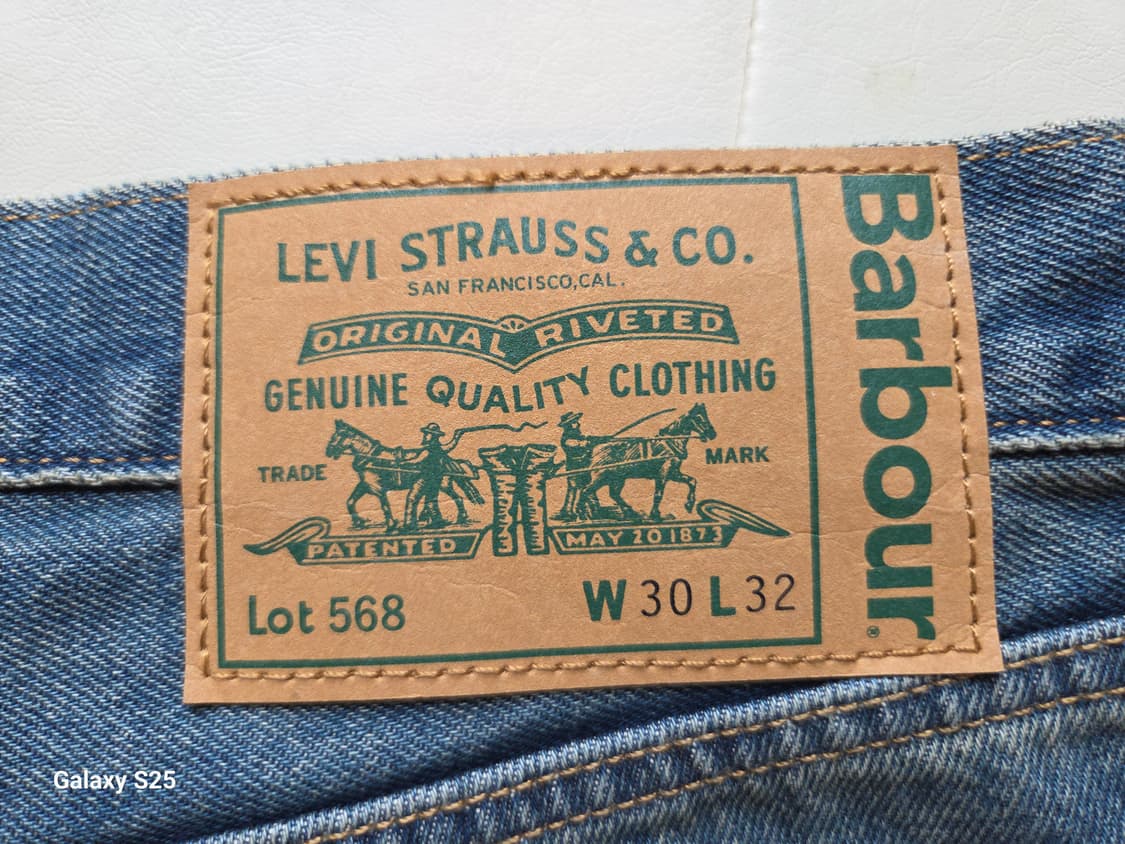 LEVI STRAUSS & CO.
SAN FRANCISCO, CAL.
ORIGINAL RIVETED
GENUINE QUALITY CLOTHING
TRADE MARK
PATENTED MAY 20 1873
Lot 568 W 30 L 32
Barbour®
Galaxy S25